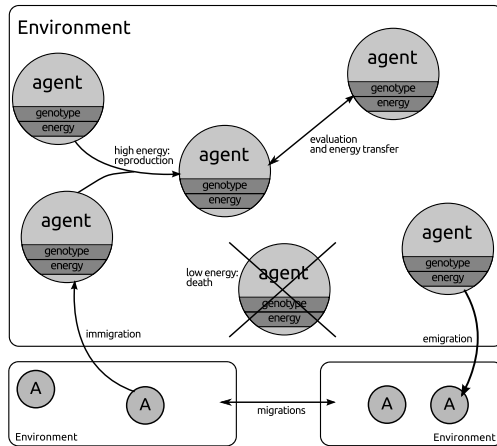 Environment
agent
genotype
energy
agent
genotype
energy
high energy:
reproduction
agent
genotype
energy
evaluation
and energy transfer
agent
genotype
energy
low energy:
death
agent
genotype
energy
agent
genotype
energy
immigration
emigration
A
A
Environment
migrations
A
A
Environment